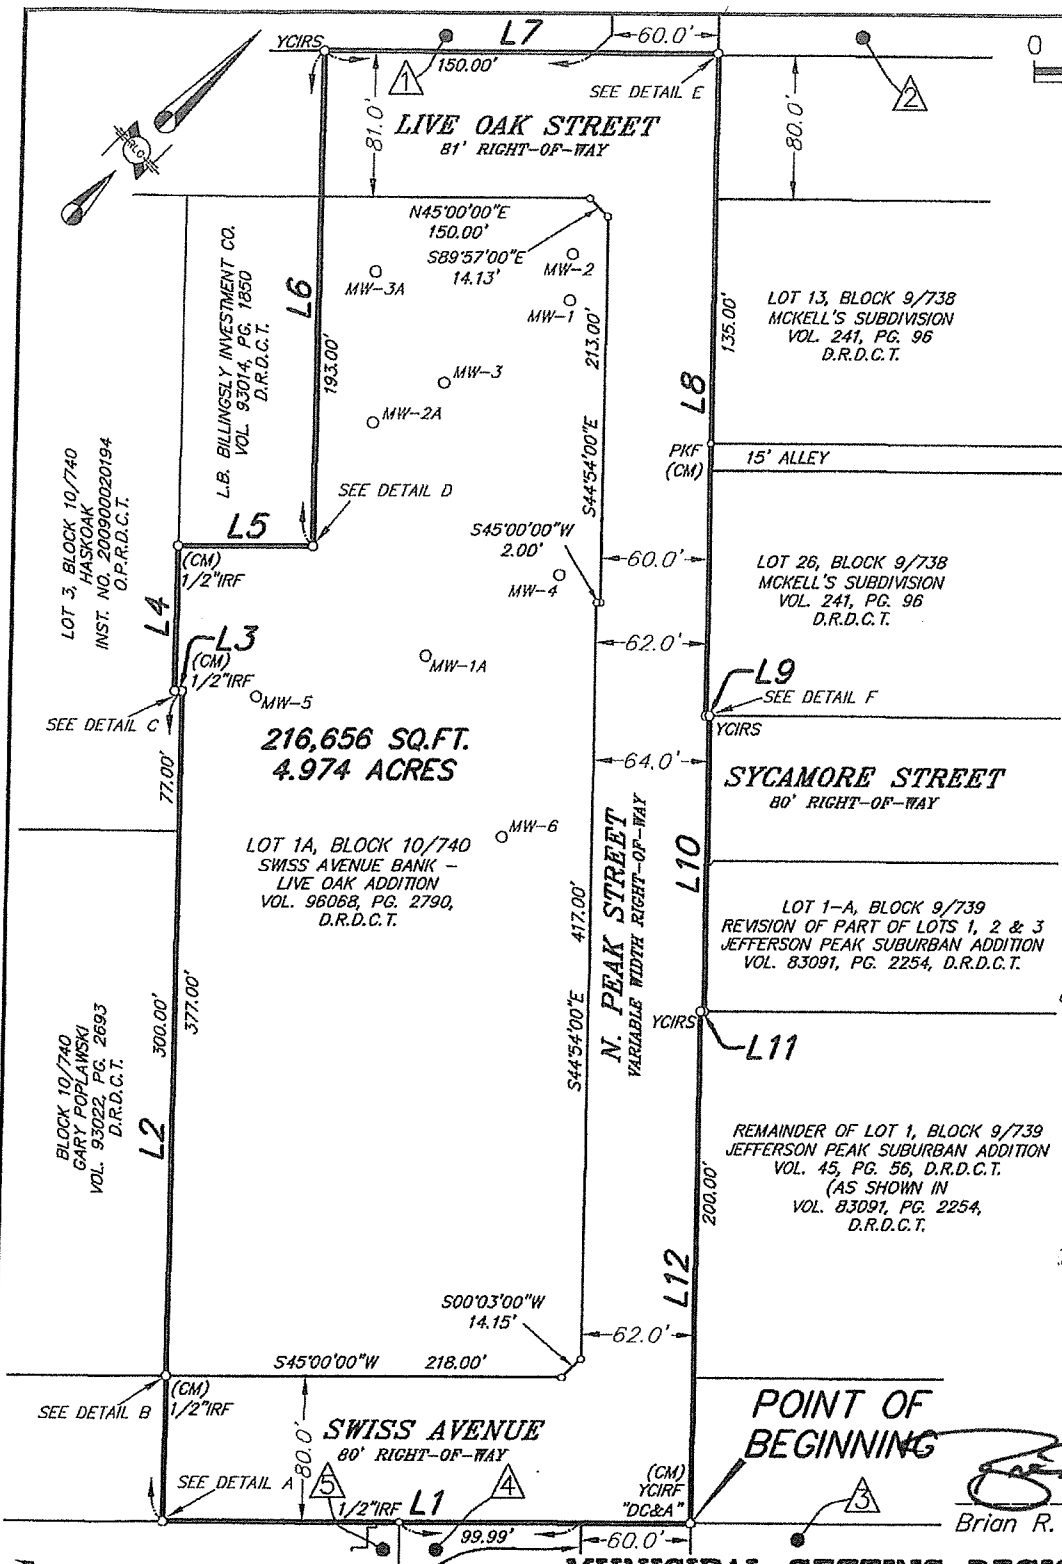 YCIRS
L7
60.0'
0
150.00'
1
2
SEE DETAIL E
LIVE OAK STREET
81' RIGHT-OF-WAY
81.0'
80.0'
N45°00'00"E
150.00'
S89°57'00"E
14.13'
MW-2
MW-3A
MW-1
L.B. BILLINGSLY INVESTMENT CO.
VOL. 93014, PG. 1850
D.R.D.C.T.
L6
193.00'
213.00'
S44°54'00"E
135.00'
L8
LOT 13, BLOCK 9/738
MCKELL'S SUBDIVISION
VOL. 241, PG. 96
D.R.D.C.T.
MW-3
MW-2A
PKF
(CM)
15' ALLEY
SEE DETAIL D
L5
(CM)
1/2"IRF
LOT 3, BLOCK 10/740
HASKOAK
INST. NO. 200900020194
O.P.R.D.C.T.
L4
S45°00'00"W
2.00'
60.0'
MW-4
LOT 26, BLOCK 9/738
MCKELL'S SUBDIVISION
VOL. 241, PG. 96
D.R.D.C.T.
L3
(CM)
1/2"IRF
MW-1A
62.0'
MW-5
SEE DETAIL C
L9
SEE DETAIL F
YCIRS
216,656 SQ.FT.
4.974 ACRES
77.00'
64.0'
SYCAMORE STREET
80' RIGHT-OF-WAY
MW-6
LOT 1A, BLOCK 10/740
SWISS AVENUE BANK -
LIVE OAK ADDITION
VOL. 96068, PG. 2790,
D.R.D.C.T.
N. PEAK STREET
VARIABLE WIDTH RIGHT-OF-WAY
L10
417.00'
S44°54'00"E
LOT 1-A, BLOCK 9/739
REVISION OF PART OF LOTS 1, 2 & 3
JEFFERSON PEAK SUBURBAN ADDITION
VOL. 83091, PG. 2254, D.R.D.C.T.
YCIRS
L11
300.00'
377.00'
BLOCK 10/740
GARY POPLAWSKI
VOL. 93022, PG. 2693
D.R.D.C.T.
L2
REMAINDER OF LOT 1, BLOCK 9/739
JEFFERSON PEAK SUBURBAN ADDITION
VOL. 45, PG. 56, D.R.D.C.T.
(AS SHOWN IN
VOL. 83091, PG. 2254,
D.R.D.C.T.
200.00'
L12
S00°03'00"W
14.15'
62.0'
S45°00'00"W 218.00'
(CM)
1/2"IRF
SEE DETAIL B
SWISS AVENUE
80' RIGHT-OF-WAY
80.0'
POINT OF
BEGINNING
SEE DETAIL A
5
4
3
(CM)
YCIRF
"DC&A"
1/2"IRF
L1
99.99'
60.0'
Brian R.